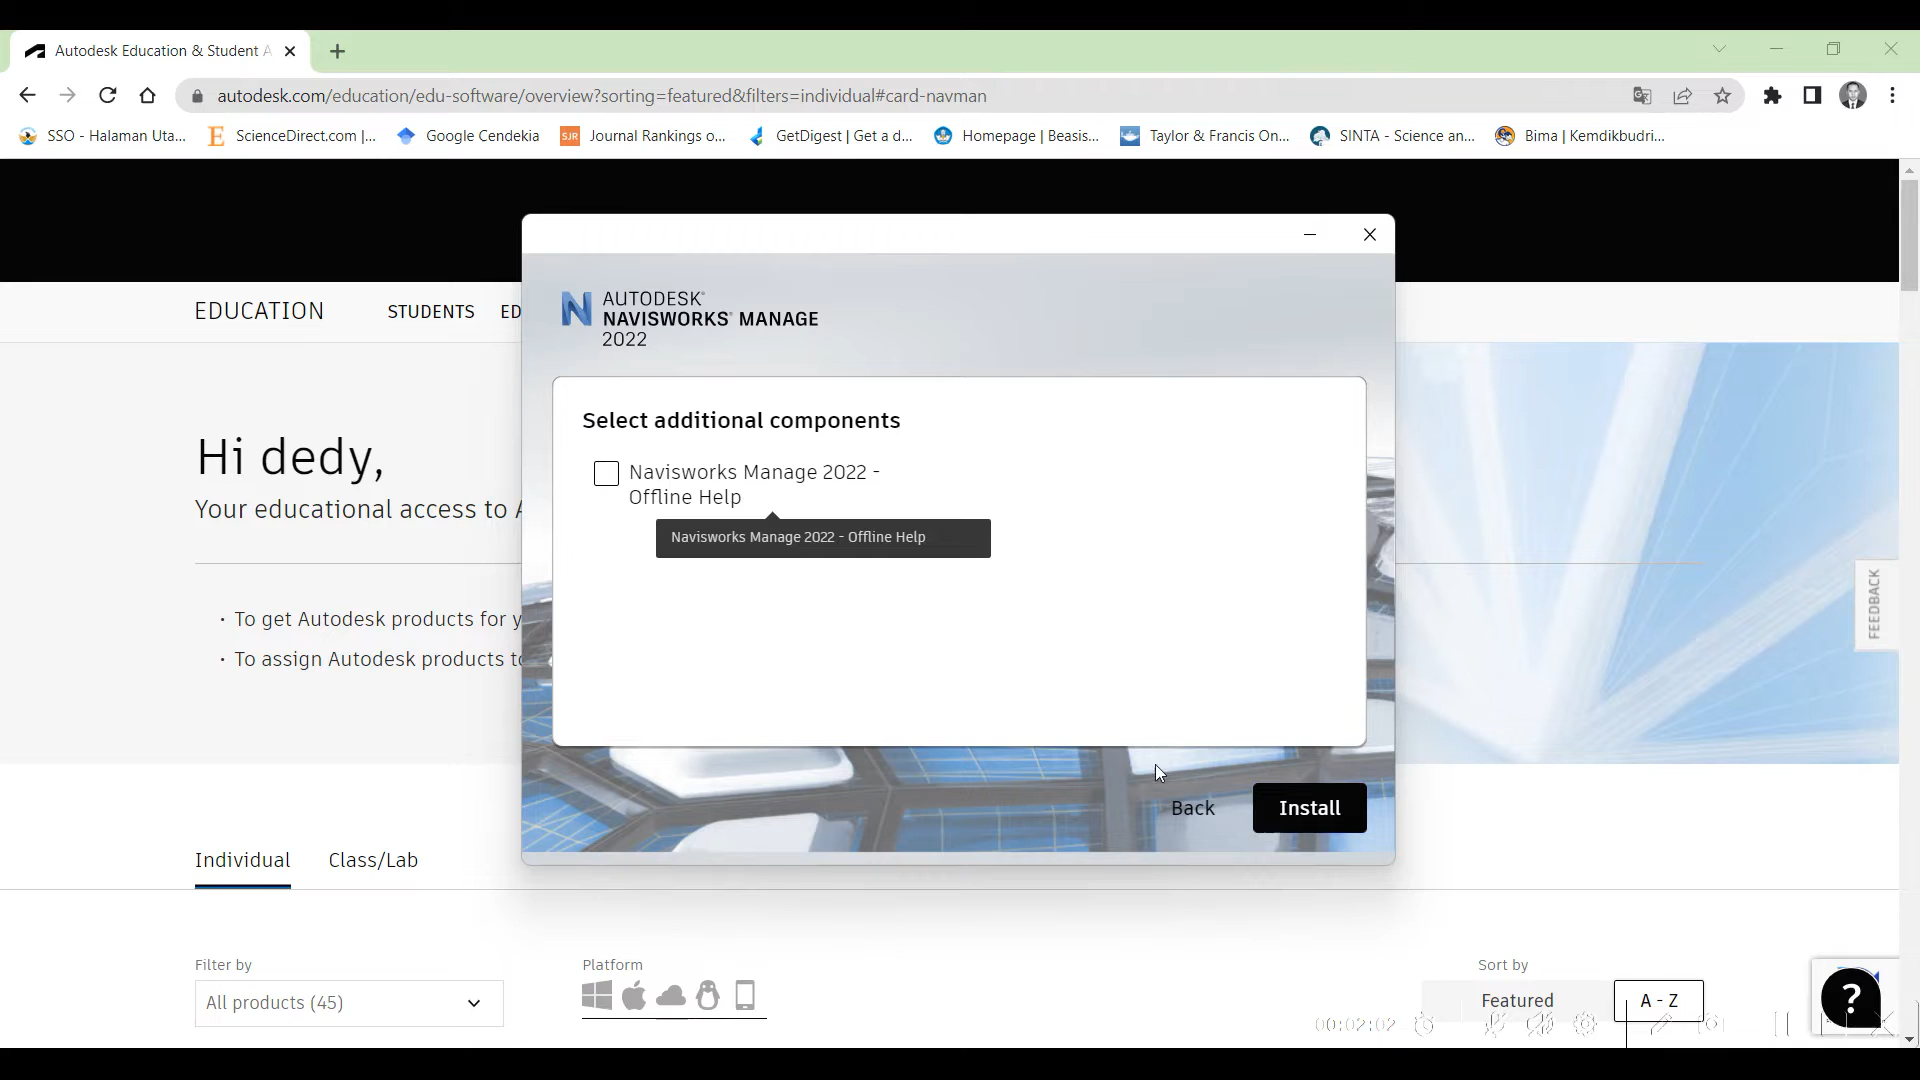 Autodesk Education & Student A
autodesk.com/education/edu-software/overview?sorting=featured&filters=individual#card-navman
SSO - Halaman Uta...
ScienceDirect.com |...
Google Cendekia
SJR
Journal Rankings o...
GetDigest | Get a d...
Homepage | Beasis...
Taylor & Francis On...
SINTA - Science an...
Bima | Kemdikbudri...
EDUCATION
STUDENTS
ED
AUTODESK®
NAVISWORKS® MANAGE
2022
Select additional components
Navisworks Manage 2022 -
Offline Help
Navisworks Manage 2022 - Offline Help
Hi dedy,
Your educational access to A
· To get Autodesk products for y
· To assign Autodesk products to
FEEDBACK
Back
Install
Individual
Class/Lab
Filter by
All products (45)
Platform
Sort by
Featured
A - Z
?
00:02:02